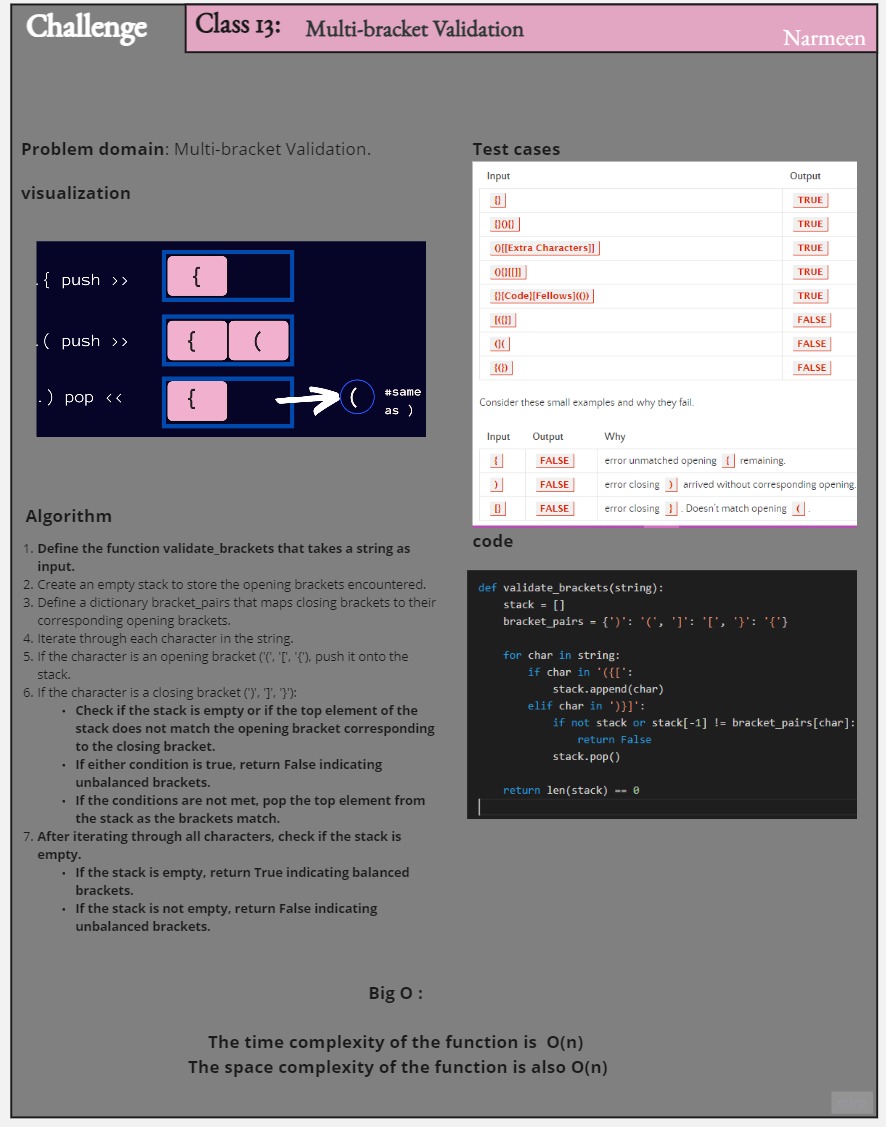 Challenge
Class 13: Multi-bracket Validation
Narmeen
Problem domain: Multi-bracket Validation.
visualization
.{ push >> {
.( push >> { (
.) pop << { ( #same
as )
Algorithm
1. Define the function validate_brackets that takes a string as
input.
2. Create an empty stack to store the opening brackets encountered.
3. Define a dictionary bracket_pairs that maps closing brackets to their
corresponding opening brackets.
4. Iterate through each character in the string.
5. If the character is an opening bracket ('(', '[', '{'), push it onto the
stack.
6. If the character is a closing bracket (')', ']', '}'):
• Check if the stack is empty or if the top element of the
stack does not match the opening bracket corresponding
to the closing bracket.
• If either condition is true, return False indicating
unbalanced brackets.
• If the conditions are not met, pop the top element from
the stack as the brackets match.
7. After iterating through all characters, check if the stack is
empty.
• If the stack is empty, return True indicating balanced
brackets.
• If the stack is not empty, return False indicating
unbalanced brackets.
Test cases
Input Output
{} TRUE
{}(){} TRUE
()[[Extra Characters]] TRUE
(){}[[]] TRUE
{}{Code}[Fellows](()) TRUE
[({}] FALSE
(]( FALSE
{(}) FALSE
Consider these small examples and why they fail.
Input Output Why
{ FALSE error unmatched opening { remaining.
) FALSE error closing ) arrived without corresponding opening.
[} FALSE error closing }. Doesn't match opening (.
code
def validate_brackets(string):
stack = []
bracket_pairs = {')': '(', ']': '[', '}': '{'}
for char in string:
if char in '({[':
stack.append(char)
elif char in ')}]':
if not stack or stack[-1] != bracket_pairs[char]:
return False
stack.pop()
return len(stack) == 0
Big O :
The time complexity of the function is O(n)
The space complexity of the function is also O(n)